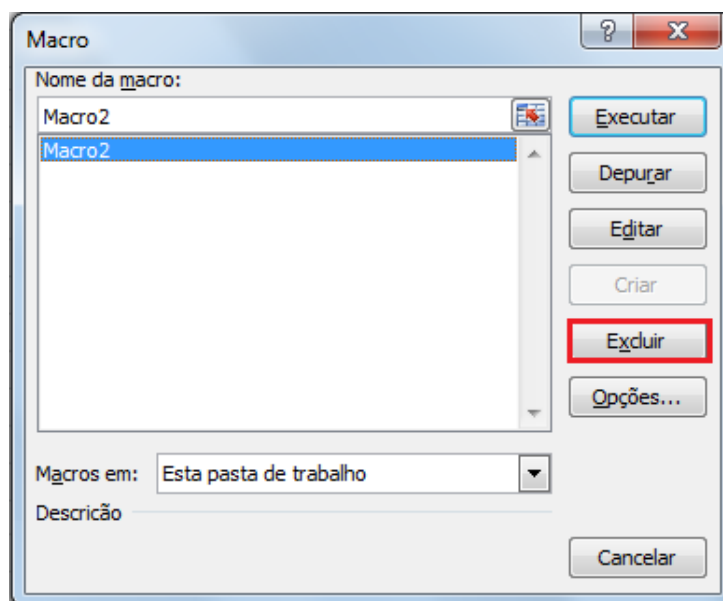 Macro
Nome da macro:
Macro2
Macro2
Executar
Depurar
Editar
Criar
Excluir
Opções...
Macros em: Esta pasta de trabalho
Descricão
Cancelar